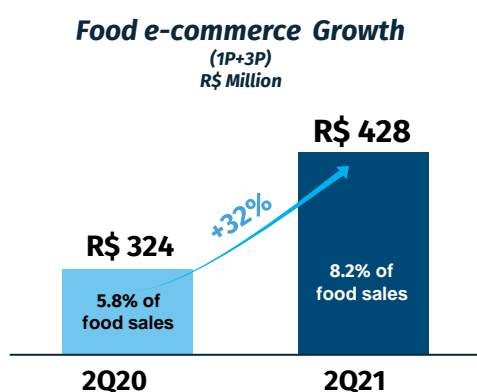 Food e-commerce Growth
(1P+3P)
R$ Million
R$ 428
+32%
R$ 324
8.2% of
food sales
5.8% of
food sales
2Q20
2Q21